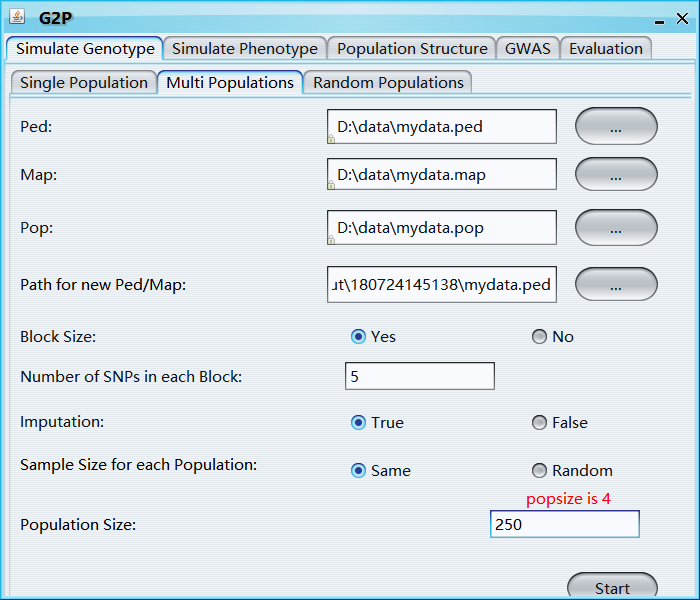 G2P
Simulate Genotype Simulate Phenotype Population Structure GWAS Evaluation
Single Population Multi Populations Random Populations
Ped: D:\data\mydata.ped ...
Map: D:\data\mydata.map ...
Pop: D:\data\mydata.pop ...
Path for new Ped/Map: ut\180724145138\mydata.ped ...
Block Size: Yes No
Number of SNPs in each Block: 5
Imputation: True False
Sample Size for each Population: Same Random
popsize is 4
Population Size: 250
Start